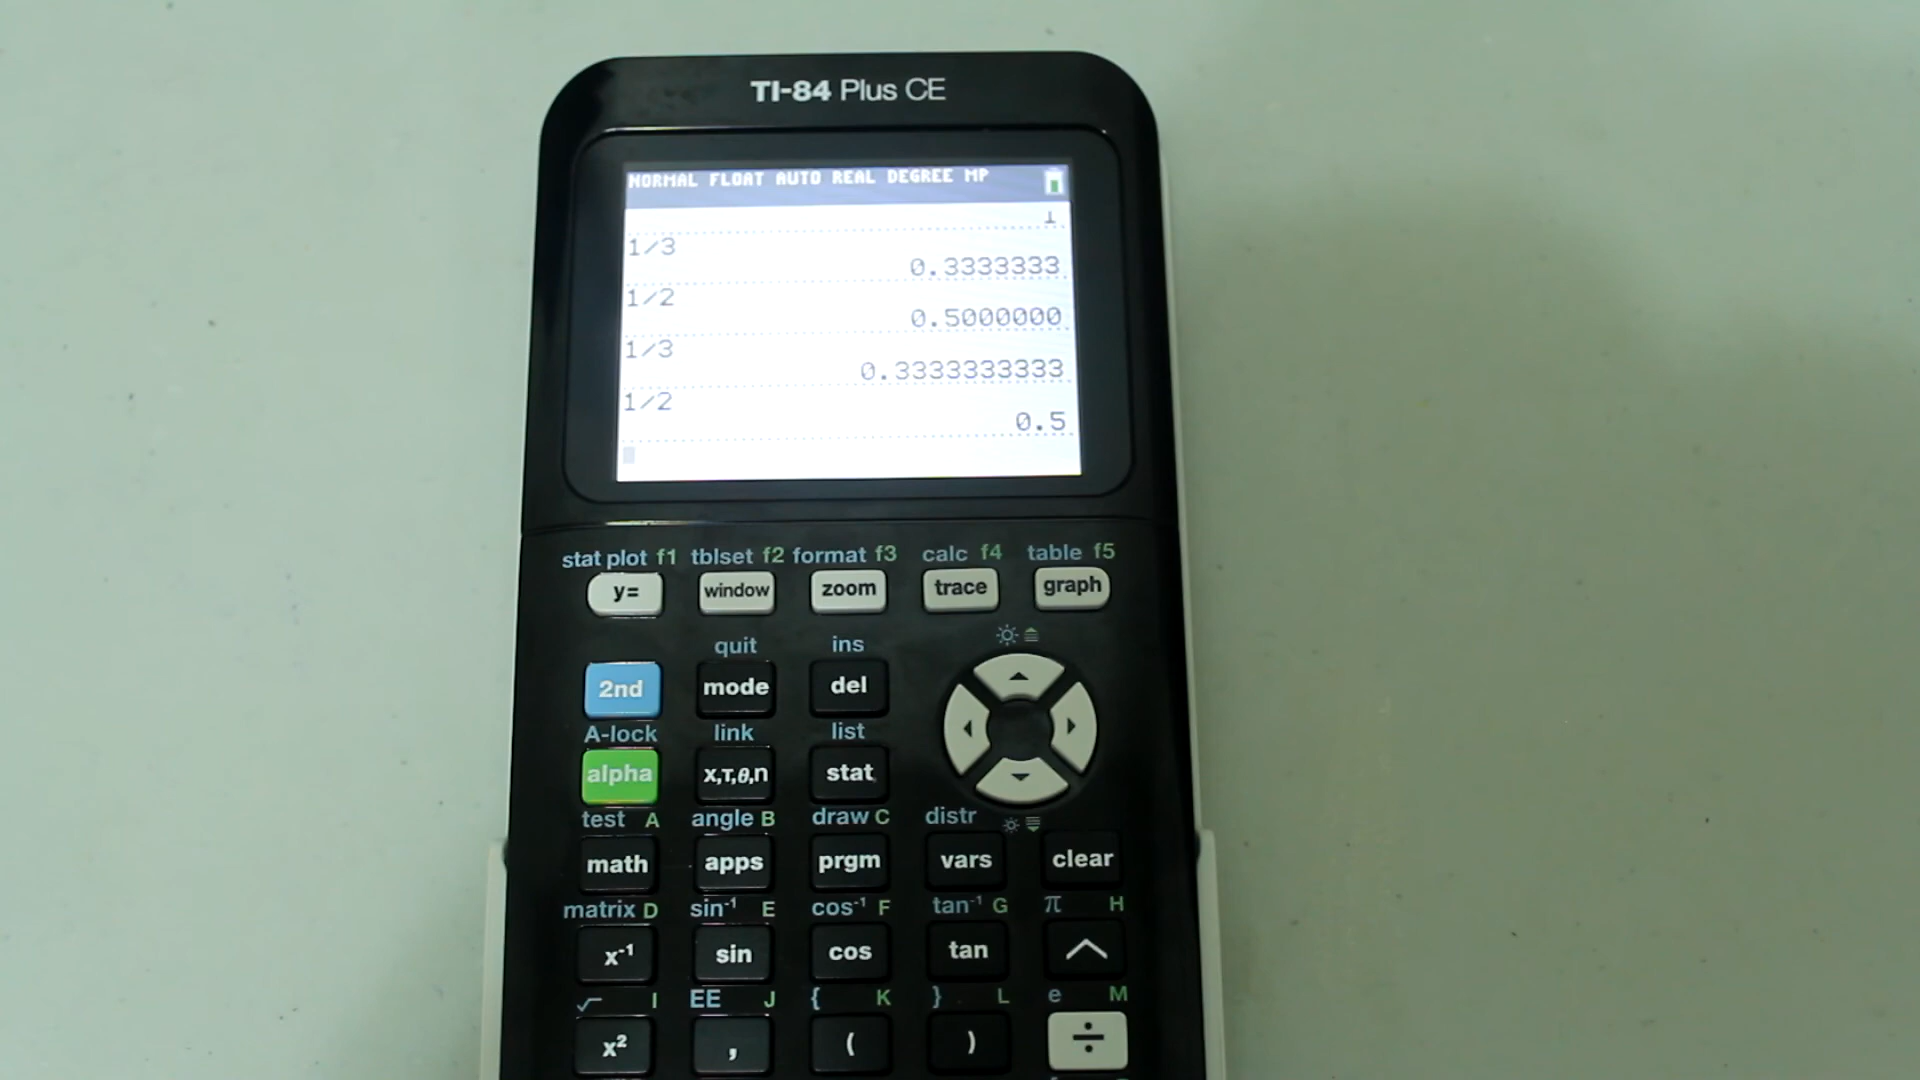 TI-84 Plus CE
NORMAL FLOAT AUTO REAL DEGREE MP
1
1/3
0.3333333
1/2
0.5000000
1/3
0.3333333333
1/2
0.5
stat plot f1 tblset f2 format f3 calc f4 table f5
y= window zoom trace graph
quit ins
2nd mode del
A-lock link list
alpha X,T,θ,n stat
test A angle B draw C distr
math apps prgm vars clear
matrix D sin⁻¹ E cos⁻¹ F tan⁻¹ G π H
x⁻¹ sin cos tan ^
√ I EE J { K } L e M
x² , ( ) ÷